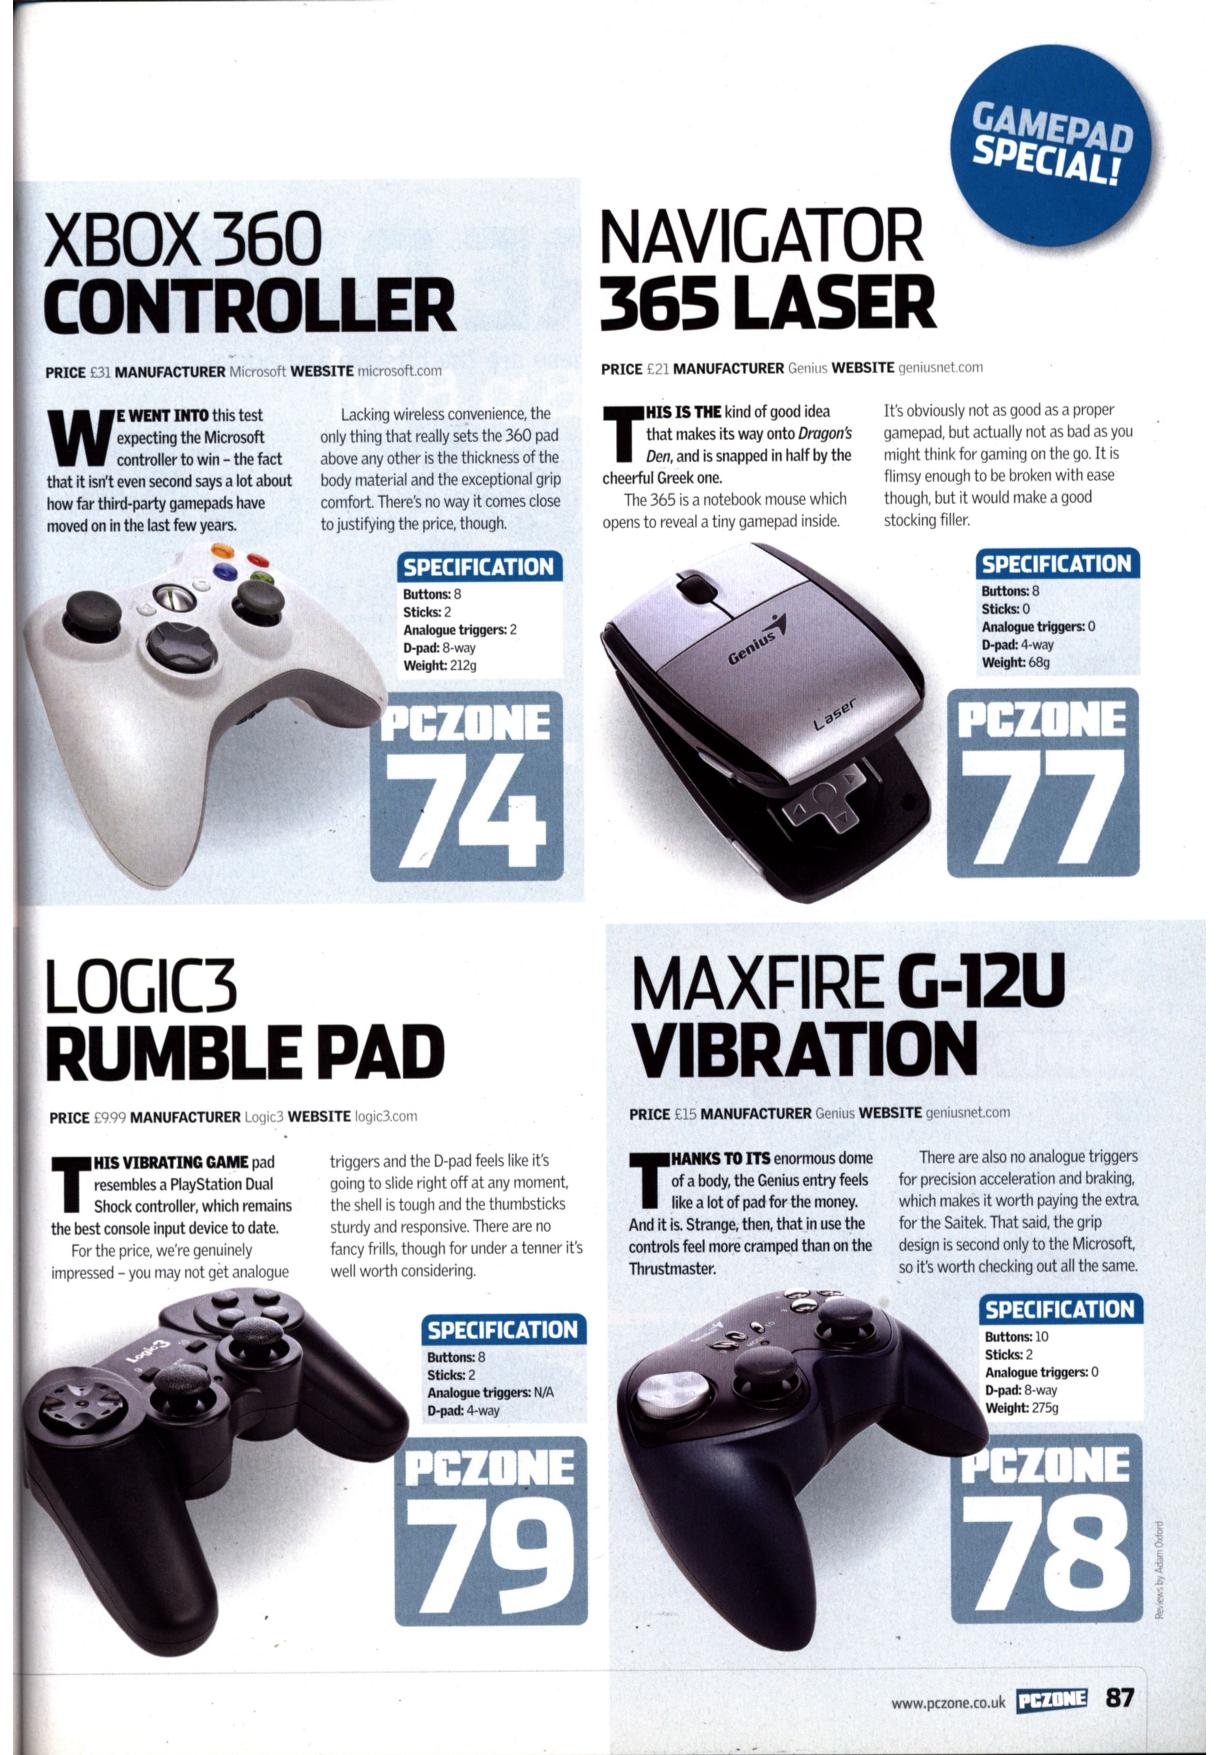 GAMEPAD
SPECIAL!
XBOX 360
CONTROLLER
PRICE £31 MANUFACTURER Microsoft WEBSITE microsoft.com
WE WENT INTO this test
expecting the Microsoft
controller to win – the fact
that it isn't even second says a lot about
how far third-party gamepads have
moved on in the last few years.
Lacking wireless convenience, the
only thing that really sets the 360 pad
above any other is the thickness of the
body material and the exceptional grip
comfort. There's no way it comes close
to justifying the price, though.
SPECIFICATION
Buttons: 8
Sticks: 2
Analogue triggers: 2
D-pad: 8-way
Weight: 212g
PCZONE
74
NAVIGATOR
365 LASER
PRICE £21 MANUFACTURER Genius WEBSITE geniusnet.com
THIS IS THE kind of good idea
that makes its way onto Dragon's
Den, and is snapped in half by the
cheerful Greek one.
The 365 is a notebook mouse which
opens to reveal a tiny gamepad inside.
It's obviously not as good as a proper
gamepad, but actually not as bad as you
might think for gaming on the go. It is
flimsy enough to be broken with ease
though, but it would make a good
stocking filler.
Genius
Laser
SPECIFICATION
Buttons: 8
Sticks: 0
Analogue triggers: 0
D-pad: 4-way
Weight: 68g
PCZONE
77
LOGIC3
RUMBLE PAD
PRICE £9.99 MANUFACTURER Logic3 WEBSITE logic3.com
THIS VIBRATING GAME pad
resembles a PlayStation Dual
Shock controller, which remains
the best console input device to date.
For the price, we're genuinely
impressed – you may not get analogue
triggers and the D-pad feels like it's
going to slide right off at any moment,
the shell is tough and the thumbsticks
sturdy and responsive. There are no
fancy frills, though for under a tenner it's
well worth considering.
Logic3
SPECIFICATION
Buttons: 8
Sticks: 2
Analogue triggers: N/A
D-pad: 4-way
PCZONE
79
MAXFIRE G-12U
VIBRATION
PRICE £15 MANUFACTURER Genius WEBSITE geniusnet.com
THANKS TO ITS enormous dome
of a body, the Genius entry feels
like a lot of pad for the money.
And it is. Strange, then, that in use the
controls feel more cramped than on the
Thrustmaster.
There are also no analogue triggers
for precision acceleration and braking,
which makes it worth paying the extra
for the Saitek. That said, the grip
design is second only to the Microsoft,
so it's worth checking out all the same.
SPECIFICATION
Buttons: 10
Sticks: 2
Analogue triggers: 0
D-pad: 8-way
Weight: 275g
PCZONE
78
Reviews by Adam Oxford
www.pczone.co.uk PCZONE 87